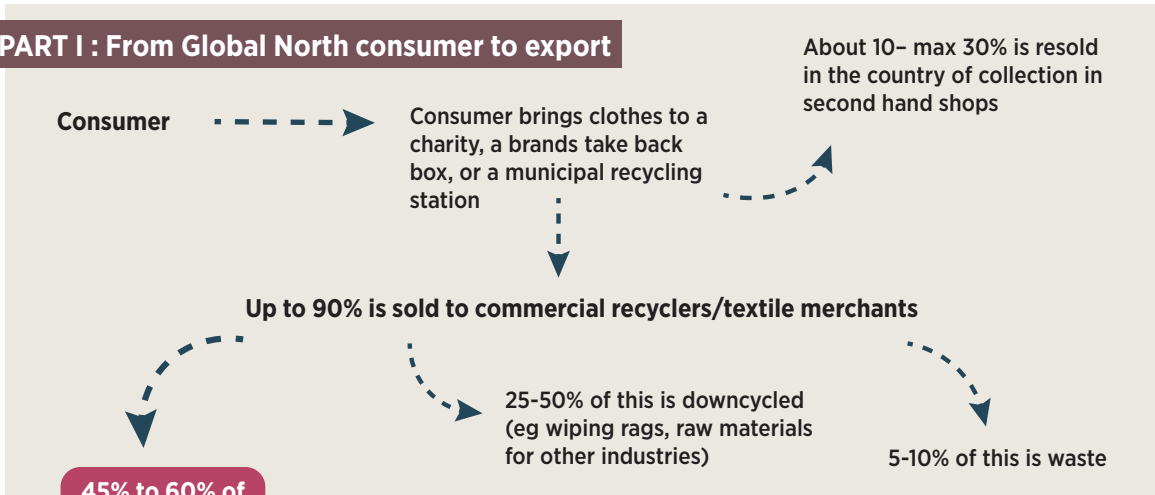 PART I : From Global North consumer to export
Consumer
Consumer brings clothes to a
charity, a brands take back
box, or a municipal recycling
station
About 10– max 30% is resold
in the country of collection in
second hand shops
Up to 90% is sold to commercial recyclers/textile merchants
45% to 60% of
25-50% of this is downcycled
(eg wiping rags, raw materials
for other industries)
5-10% of this is waste